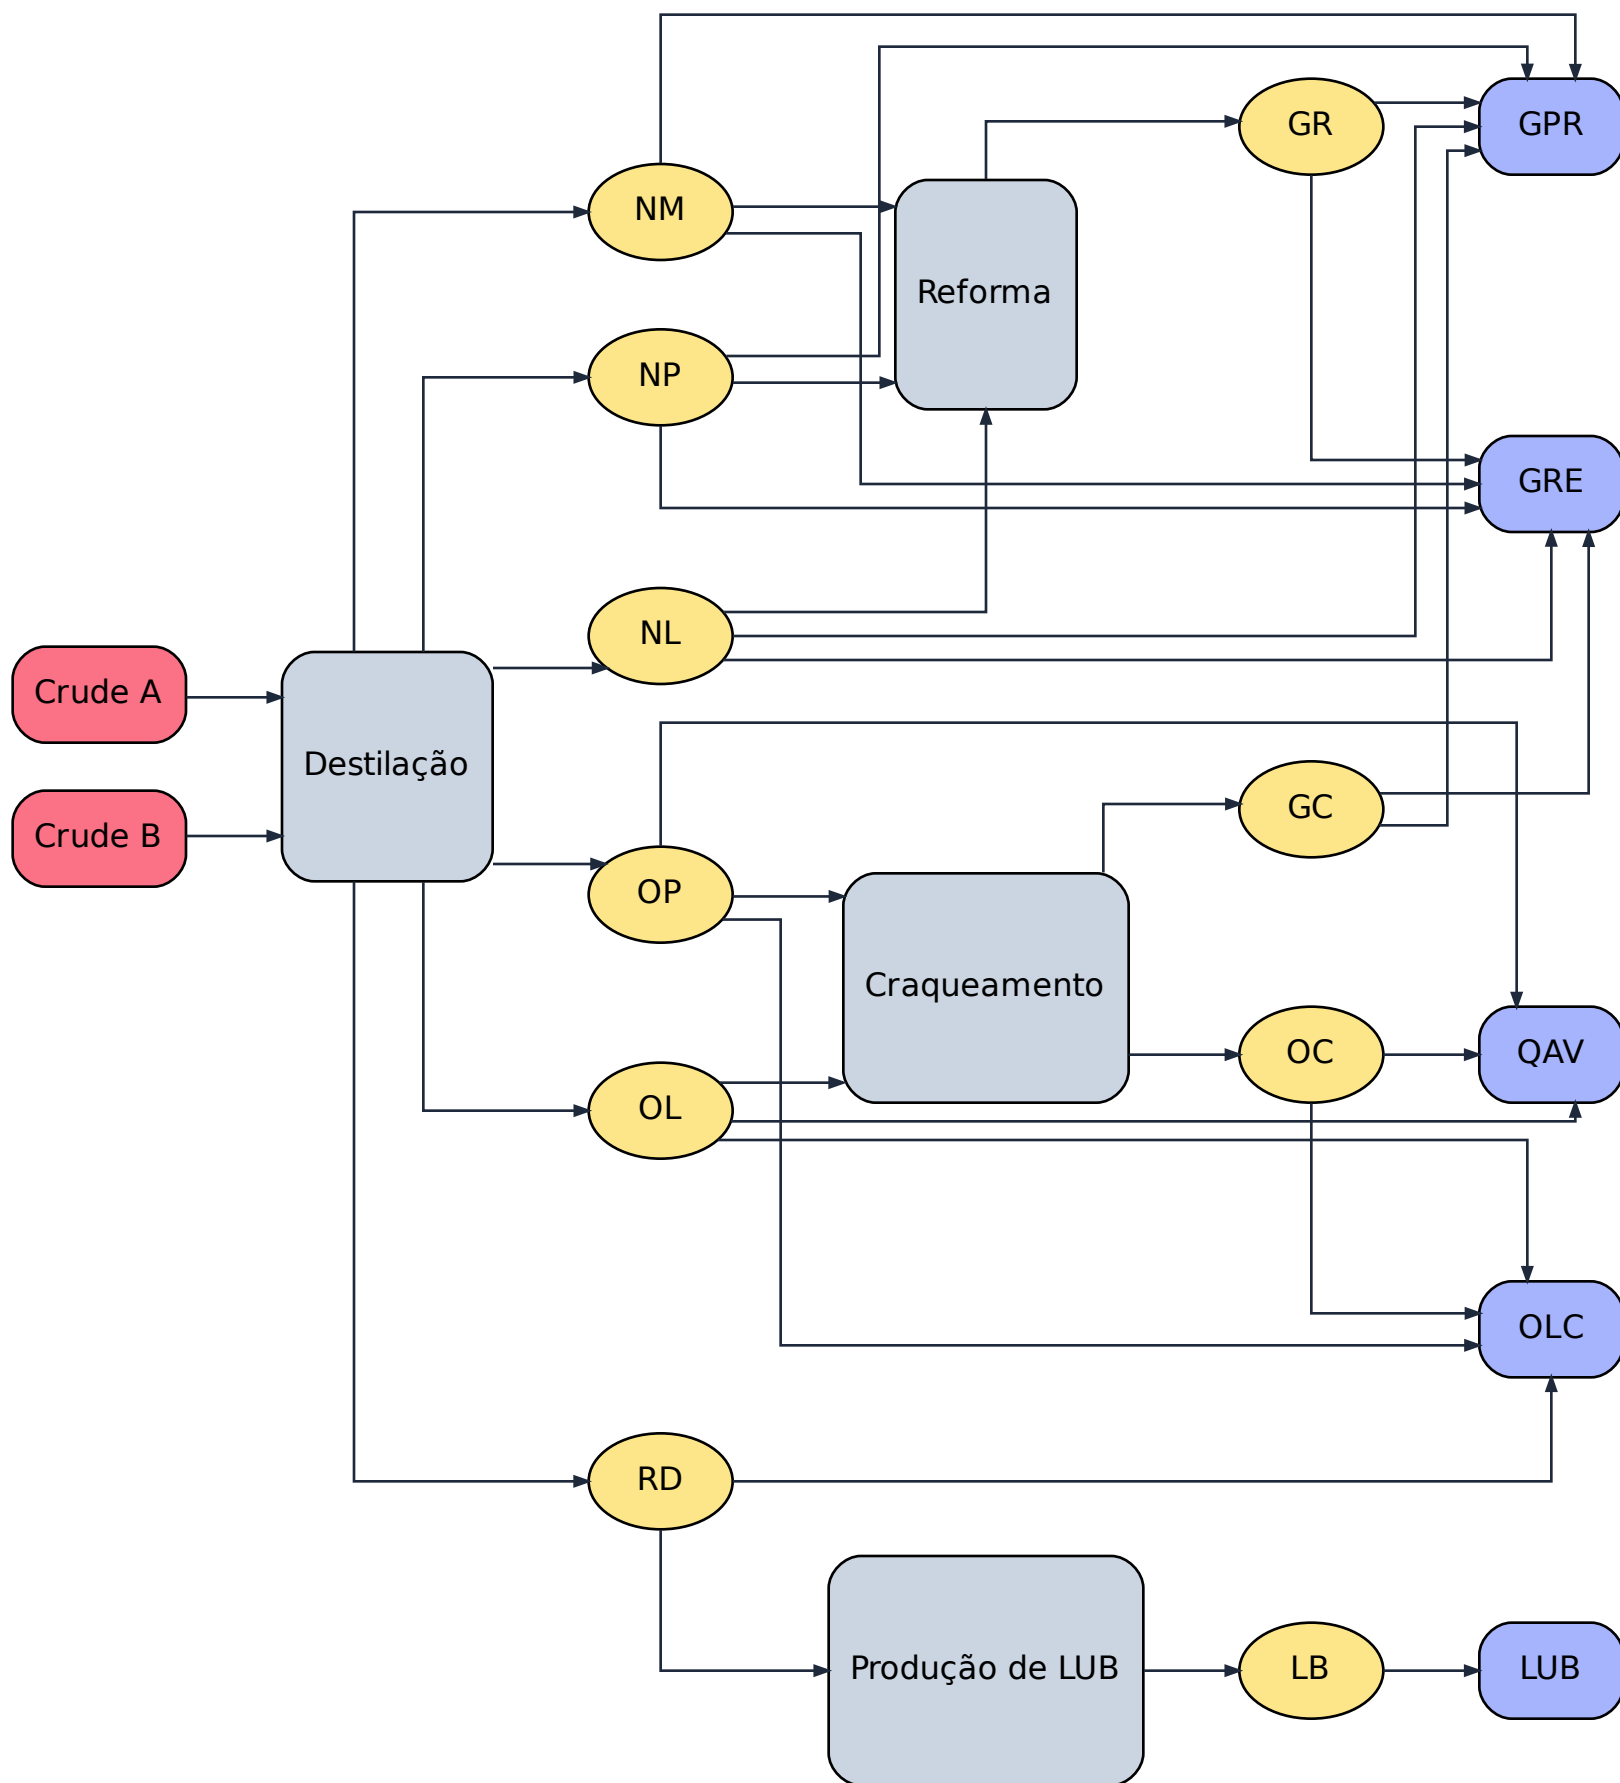 GR
GPR
NM
Reforma
NP
GRE
NL
Crude A
Destilação
GC
Crude B
OP
Craqueamento
OC
QAV
OL
OLC
RD
Produção de LUB
LB
LUB